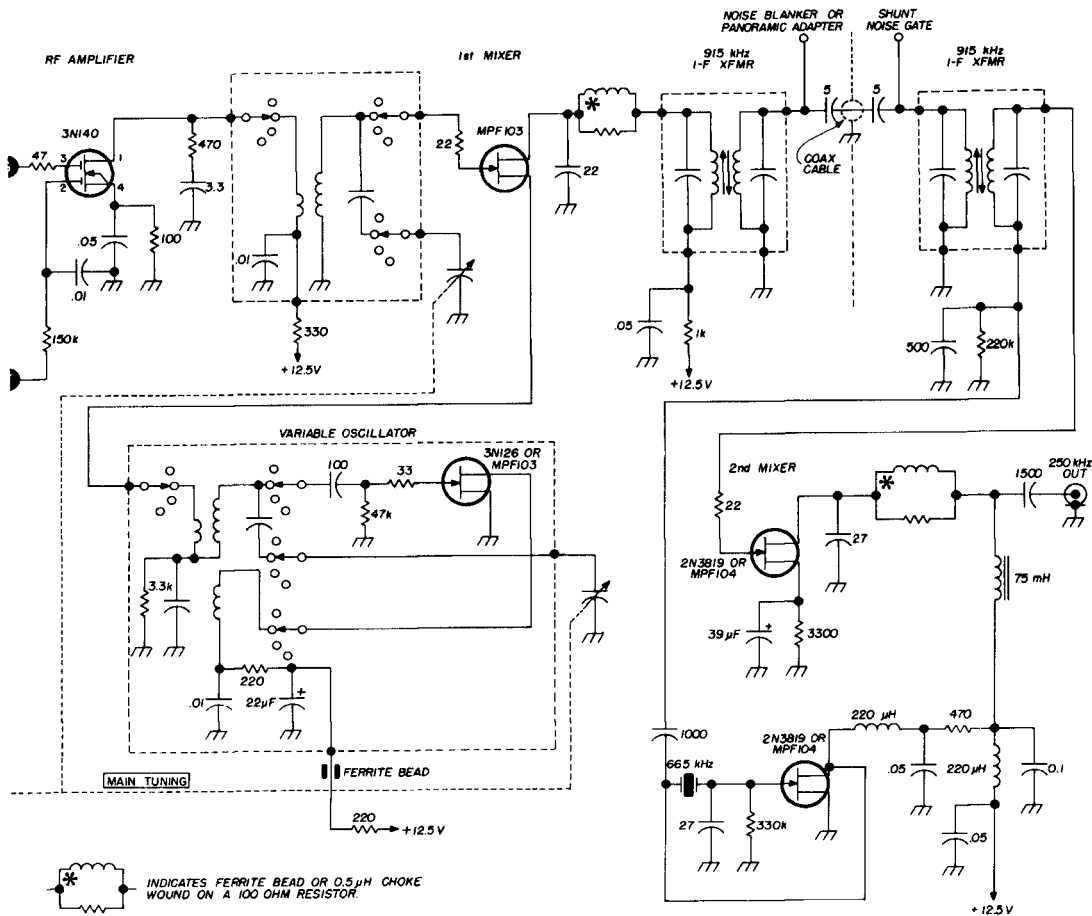 RF AMPLIFIER
1st MIXER
NOISE BLANKER OR
PANORAMIC ADAPTER
SHUNT
NOISE GATE
915 kHz
I-F XFMR
915 kHz
I-F XFMR
3N140
47
3
1
2
4
470
3.3
.05
100
.01
150k
.01
330
+12.5V
22
MPF103
*
22
5
5
COAX
CABLE
.05
1k
+12.5V
500
220k
VARIABLE OSCILLATOR
3N126 OR
MPF103
100
33
47k
3.3k
220
.01
22µF
+
MAIN TUNING
FERRITE BEAD
220
+12.5V
2nd MIXER
22
2N3819 OR
MPF104
*
27
1500
250 kHz
OUT
75 mH
39µF
+
3300
1000
665 kHz
2N3819 OR
MPF104
220 µH
470
.05
220µH
0.1
27
330k
.05
+12.5V
*
INDICATES FERRITE BEAD OR 0.5µH CHOKE
WOUND ON A 100 OHM RESISTOR.